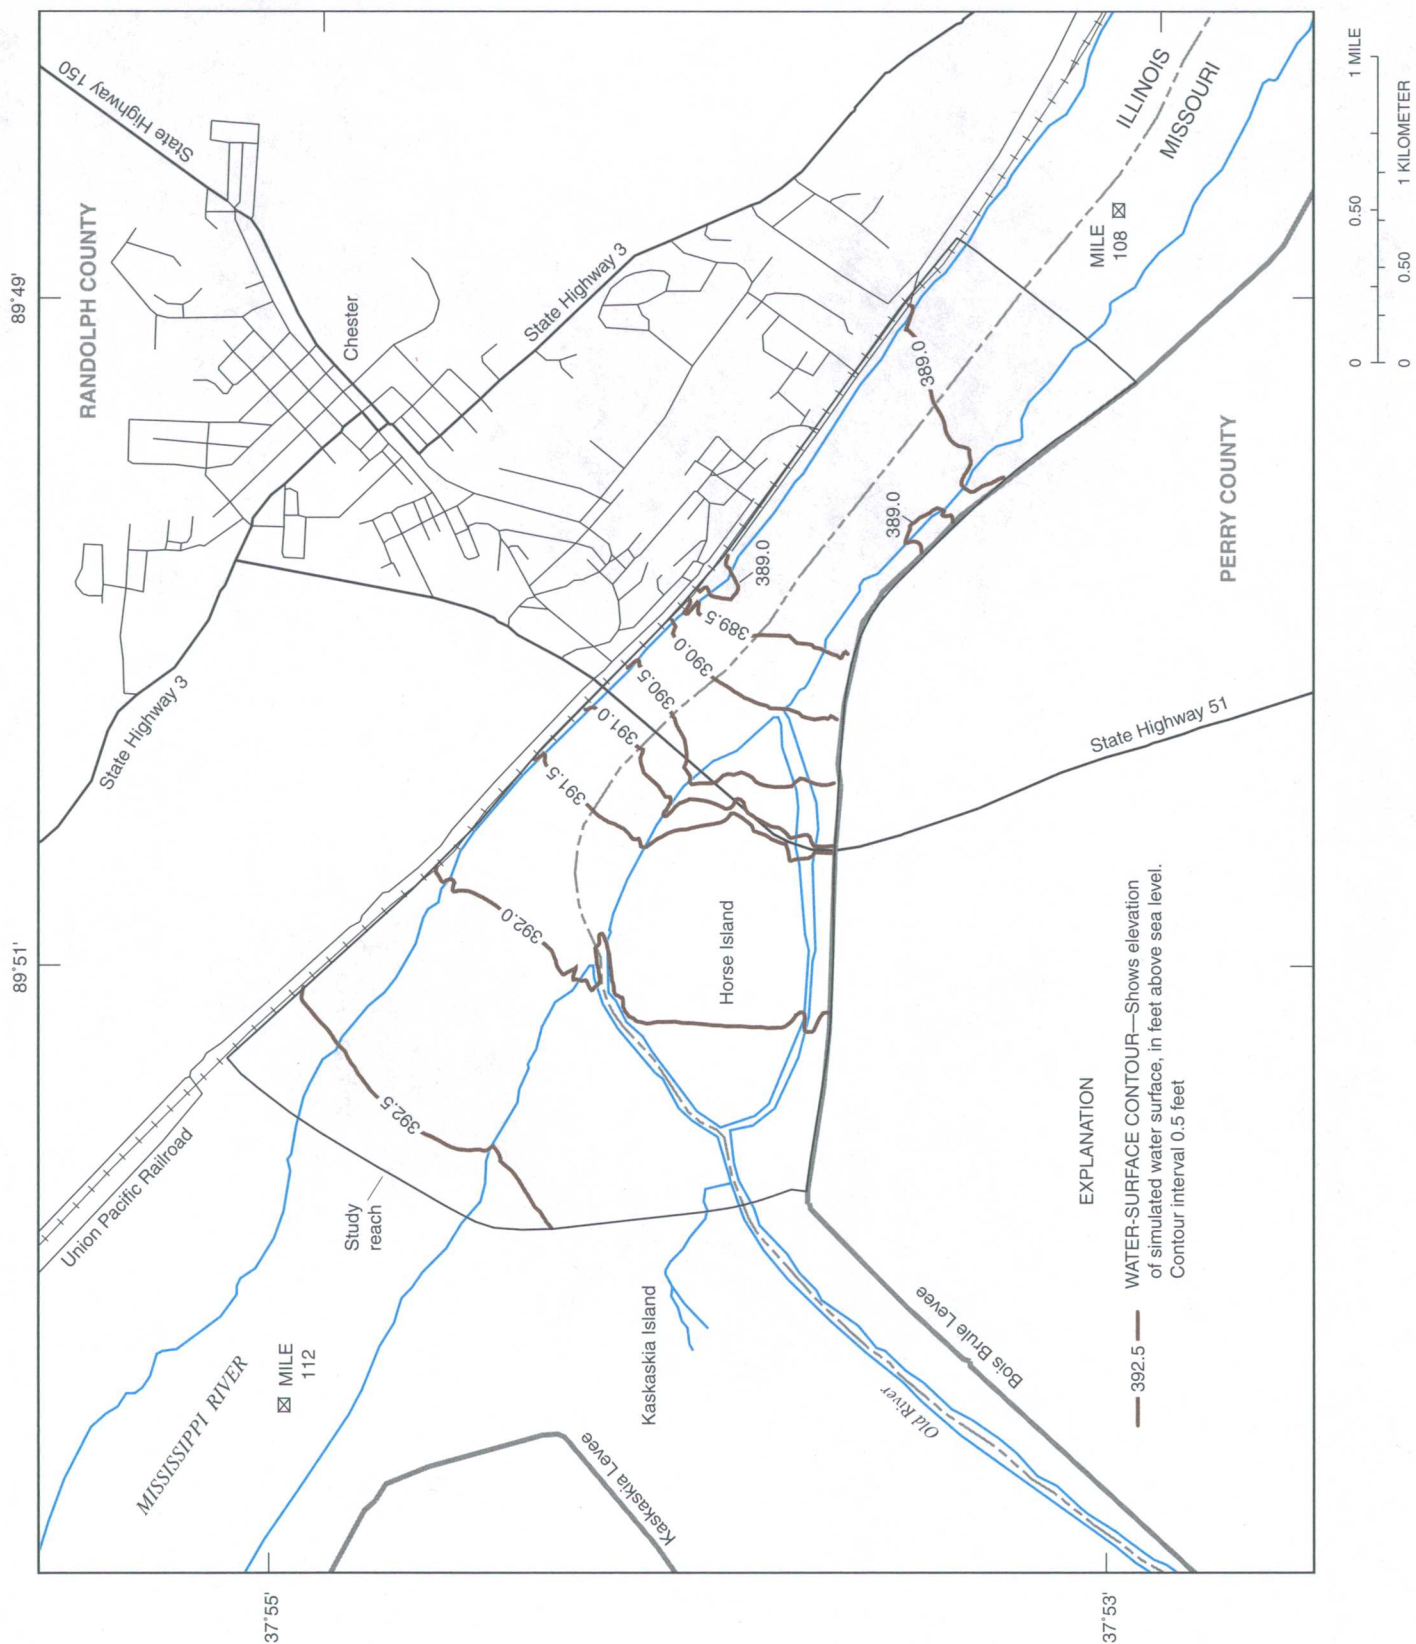 89°49'
89°51'
37°55'
37°53'
RANDOLPH COUNTY
State Highway 150
Chester
State Highway 3
State Highway 3
Union Pacific Railroad
ILLINOIS
MISSOURI
MILE
108
PERRY COUNTY
State Highway 51
389.0
389.0
389.0
389.5
390.0
390.5
391.0
391.5
392.0
392.5
Horse Island
Study
reach
MISSISSIPPI RIVER
MILE
112
Kaskaskia Island
Kaskaskia Levee
Old River
Bois Brule Levee
EXPLANATION
392.5
WATER-SURFACE CONTOUR—Shows elevation
of simulated water surface, in feet above sea level.
Contour interval 0.5 feet
0 0.50 1 MILE
0 0.50 1 KILOMETER